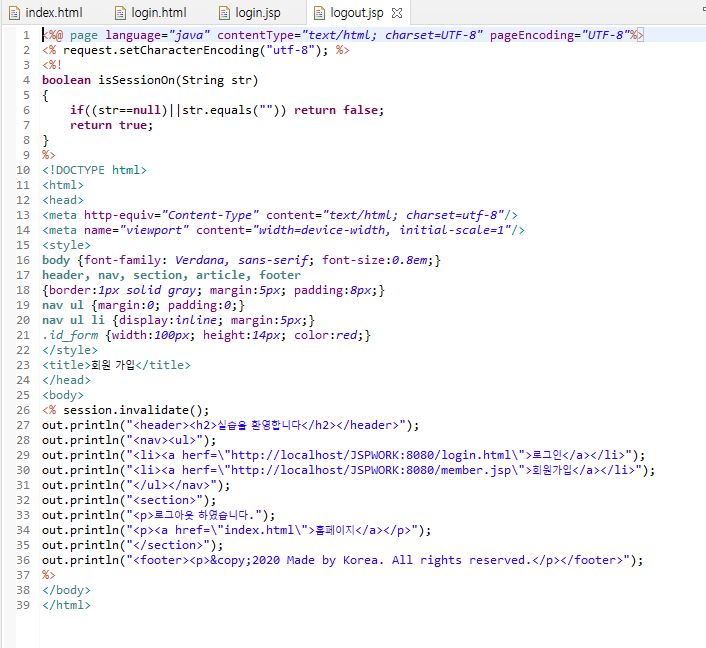 index.html login.html login.jsp logout.jsp
1 <%@ page language="java" contentType="text/html; charset=UTF-8" pageEncoding="UTF-8"%>
2 <% request.setCharacterEncoding("utf-8"); %>
3 <%!
4 boolean isSessionOn(String str)
5 {
6 if((str==null)||str.equals("")) return false;
7 return true;
8 }
9 %>
10 <!DOCTYPE html>
11 <html>
12 <head>
13 <meta http-equiv="Content-Type" content="text/html; charset=utf-8"/>
14 <meta name="viewport" content="width=device-width, initial-scale=1"/>
15 <style>
16 body {font-family: Verdana, sans-serif; font-size:0.8em;}
17 header, nav, section, article, footer
18 {border:1px solid gray; margin:5px; padding:8px;}
19 nav ul {margin:0; padding:0;}
20 nav ul li {display:inline; margin:5px;}
21 .id_form {width:100px; height:14px; color:red;}
22 </style>
23 <title>회원 가입</title>
24 </head>
25 <body>
26 <% session.invalidate();
27 out.println("<header><h2>실습을 환영합니다</h2></header>");
28 out.println("<nav><ul>");
29 out.println("<li><a herf=\"http://localhost/JSPWORK:8080/login.html\">로그인</a></li>");
30 out.println("<li><a herf=\"http://localhost/JSPWORK:8080/member.jsp\">회원가입</a></li>");
31 out.println("</ul></nav>");
32 out.println("<section>");
33 out.println("<p>로그아웃 하였습니다.");
34 out.println("<p><a href=\"index.html\">홈페이지</a></p>");
35 out.println("</section>");
36 out.println("<footer><p>&copy;2020 Made by Korea. All rights reserved.</p></footer>");
37 %>
38 </body>
39 </html>